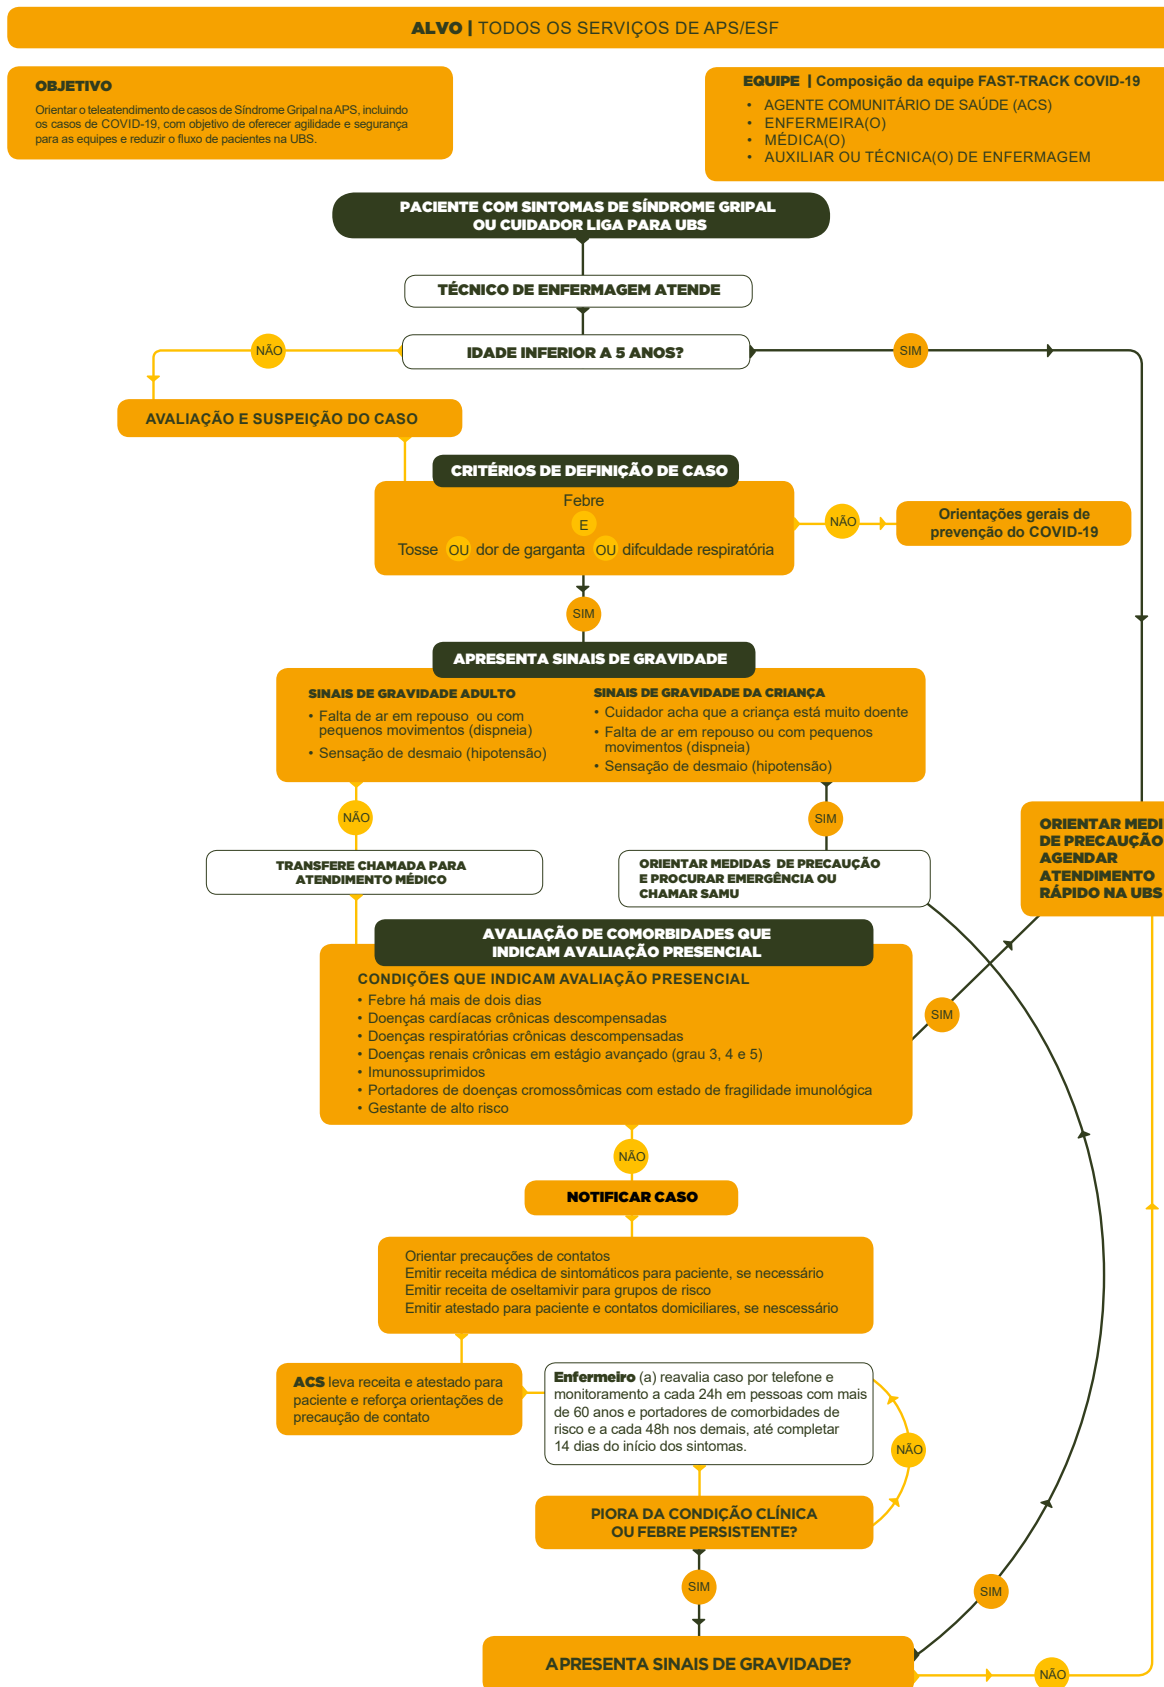 ALVO | TODOS OS SERVIÇOS DE APS/ESF
OBJETIVO
Orientar o teleatendimento de casos de Síndrome Gripal na APS, incluindo
os casos de COVID-19, com objetivo de oferecer agilidade e segurança
para as equipes e reduzir o fluxo de pacientes na UBS.
EQUIPE | Composição da equipe FAST-TRACK COVID-19
• AGENTE COMUNITÁRIO DE SAÚDE (ACS)
• ENFERMEIRA(O)
• MÉDICA(O)
• AUXILIAR OU TÉCNICA(O) DE ENFERMAGEM
PACIENTE COM SINTOMAS DE SÍNDROME GRIPAL
OU CUIDADOR LIGA PARA UBS
TÉCNICO DE ENFERMAGEM ATENDE
IDADE INFERIOR A 5 ANOS?
NÃO
SIM
AVALIAÇÃO E SUSPEIÇÃO DO CASO
CRITÉRIOS DE DEFINIÇÃO DE CASO
Febre
E
Tosse OU dor de garganta OU difculdade respiratória
NÃO
Orientações gerais de
prevenção do COVID-19
SIM
APRESENTA SINAIS DE GRAVIDADE
SINAIS DE GRAVIDADE ADULTO
• Falta de ar em repouso ou com
pequenos movimentos (dispneia)
• Sensação de desmaio (hipotensão)
SINAIS DE GRAVIDADE DA CRIANÇA
• Cuidador acha que a criança está muito doente
• Falta de ar em repouso ou com pequenos
movimentos (dispneia)
• Sensação de desmaio (hipotensão)
NÃO
SIM
TRANSFERE CHAMADA PARA
ATENDIMENTO MÉDICO
ORIENTAR MEDIDAS DE PRECAUÇÃO
E PROCURAR EMERGÊNCIA OU
CHAMAR SAMU
ORIENTAR MEDI
DE PRECAUÇÃO
AGENDAR
ATENDIMENTO
RÁPIDO NA UBS
AVALIAÇÃO DE COMORBIDADES QUE
INDICAM AVALIAÇÃO PRESENCIAL
CONDIÇÕES QUE INDICAM AVALIAÇÃO PRESENCIAL
• Febre há mais de dois dias
• Doenças cardíacas crônicas descompensadas
• Doenças respiratórias crônicas descompensadas
• Doenças renais crônicas em estágio avançado (grau 3, 4 e 5)
• Imunossuprimidos
• Portadores de doenças cromossômicas com estado de fragilidade imunológica
• Gestante de alto risco
SIM
NÃO
NOTIFICAR CASO
Orientar precauções de contatos
Emitir receita médica de sintomáticos para paciente, se necessário
Emitir receita de oseltamivir para grupos de risco
Emitir atestado para paciente e contatos domiciliares, se nescessário
ACS leva receita e atestado para
paciente e reforça orientações de
precaução de contato
Enfermeiro (a) reavalia caso por telefone e
monitoramento a cada 24h em pessoas com mais
de 60 anos e portadores de comorbidades de
risco e a cada 48h nos demais, até completar
14 dias do início dos sintomas.
NÃO
PIORA DA CONDIÇÃO CLÍNICA
OU FEBRE PERSISTENTE?
SIM
SIM
APRESENTA SINAIS DE GRAVIDADE?
NÃO